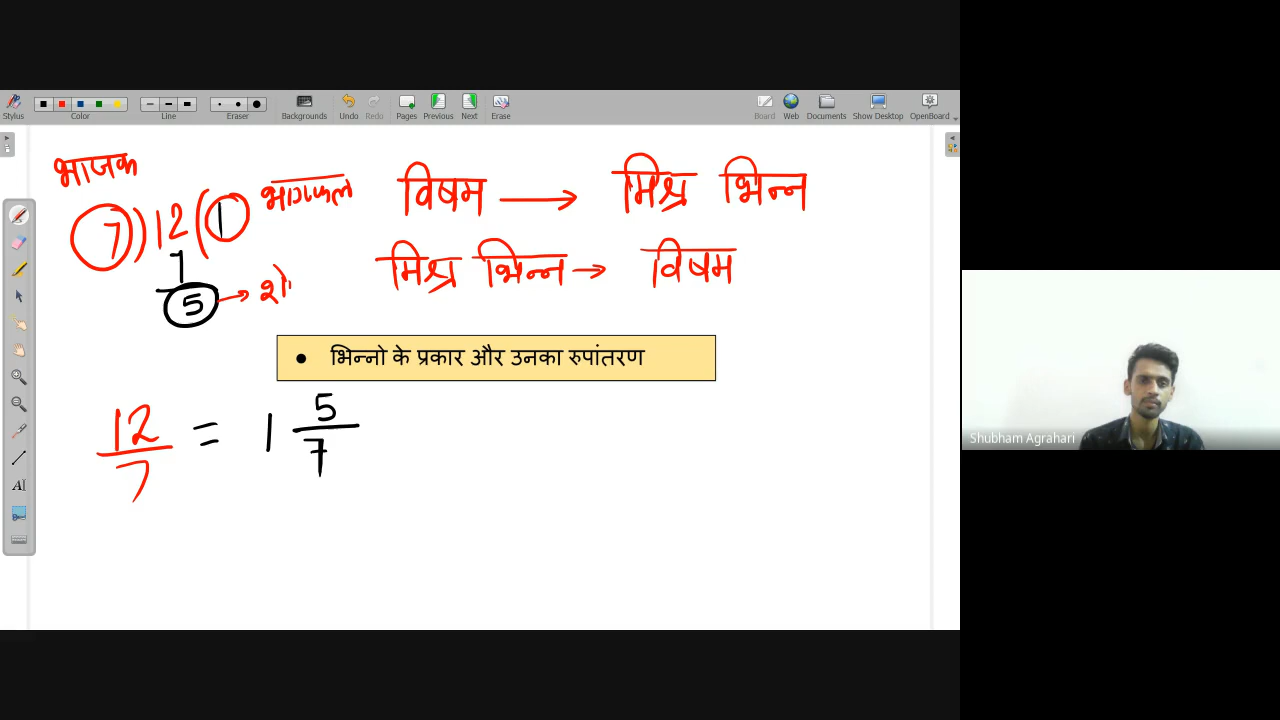 Stylus Color Line Eraser Backgrounds Undo Redo Pages Previous Next Erase Board Web Documents Show Desktop OpenBoard
भाजक
7)12(1 भागफल
7
5 → शे
विषम → मिश्र भिन्न
मिश्र भिन्न → विषम
● भिन्नो के प्रकार और उनका रुपांतरण
12/7 = 1 5/7
Shubham Agrahari